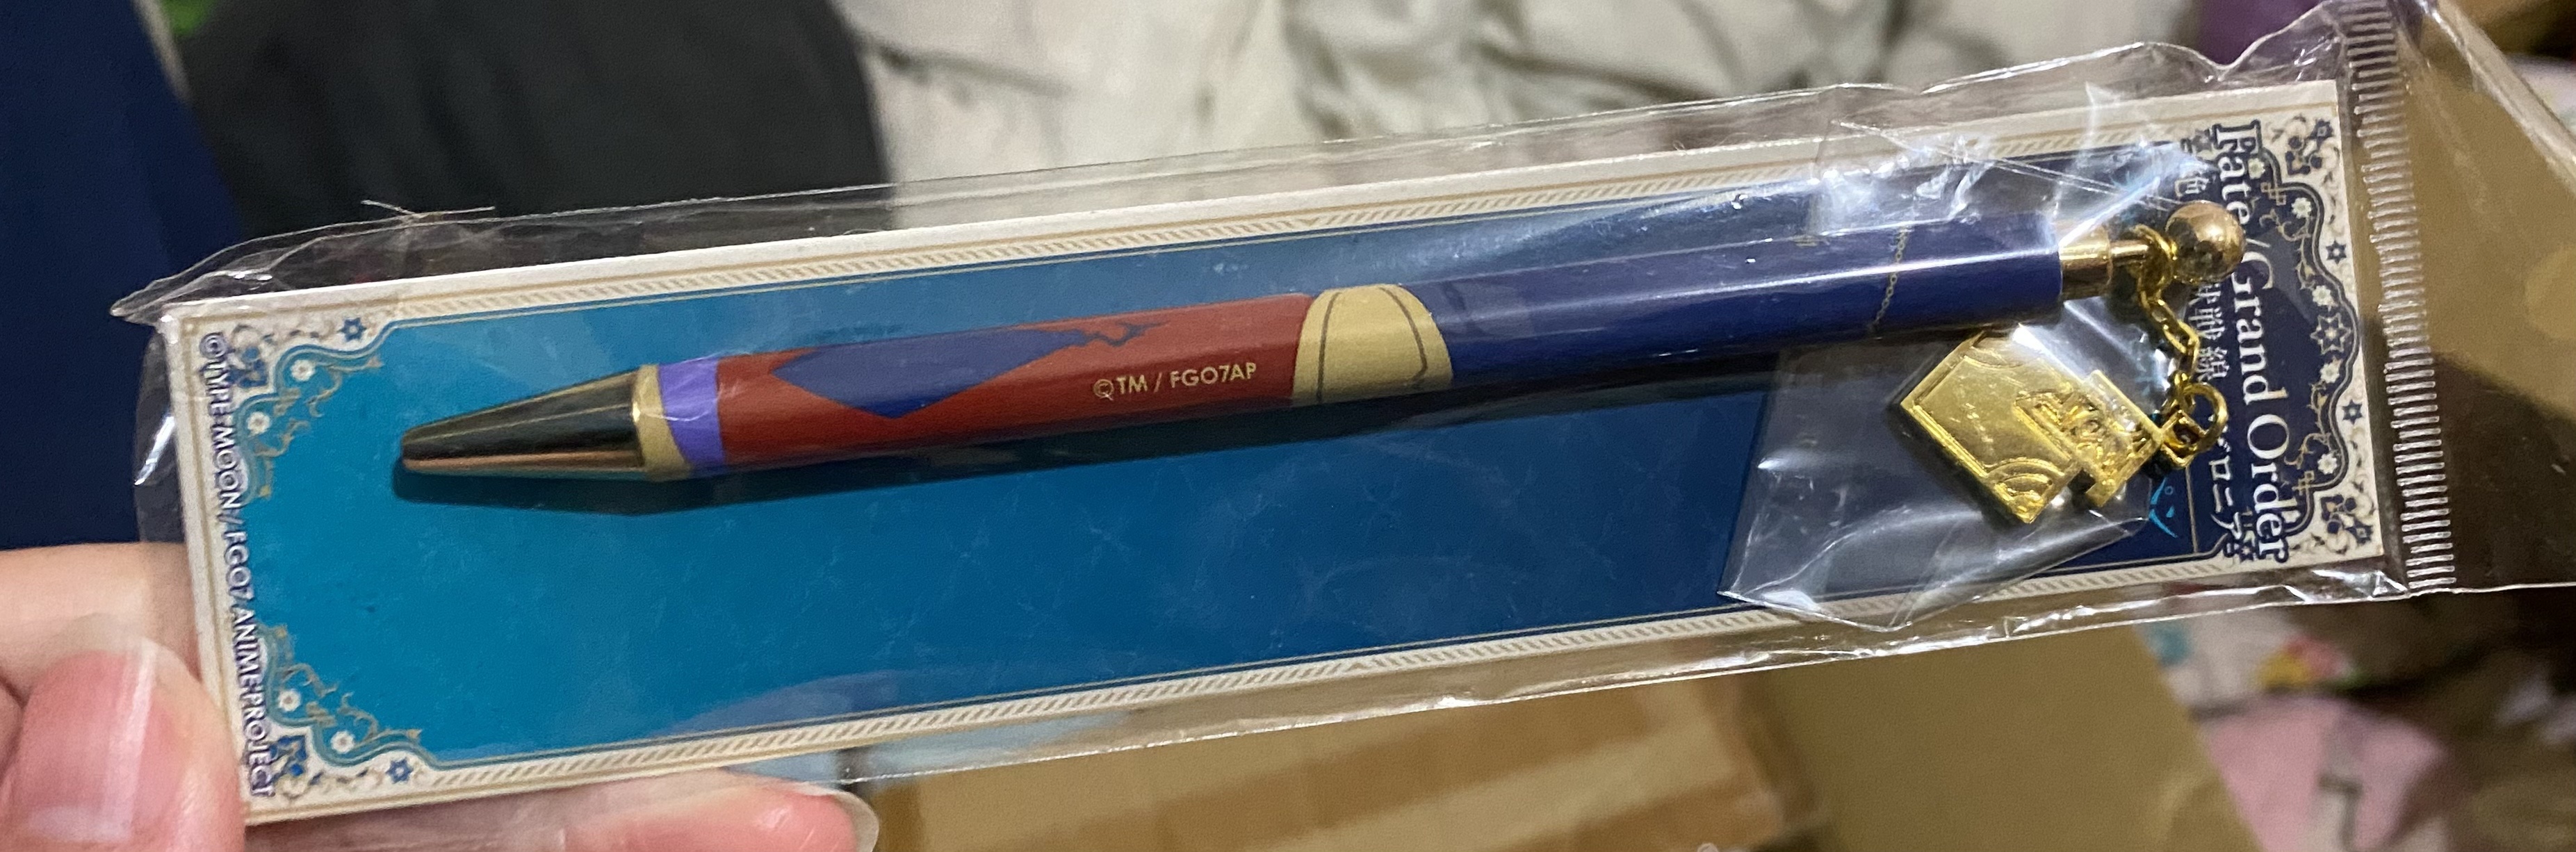 Fate/Grand Order
©TM / FGO7AP
©TYPE-MOON/FGO7 ANIME PROJECT